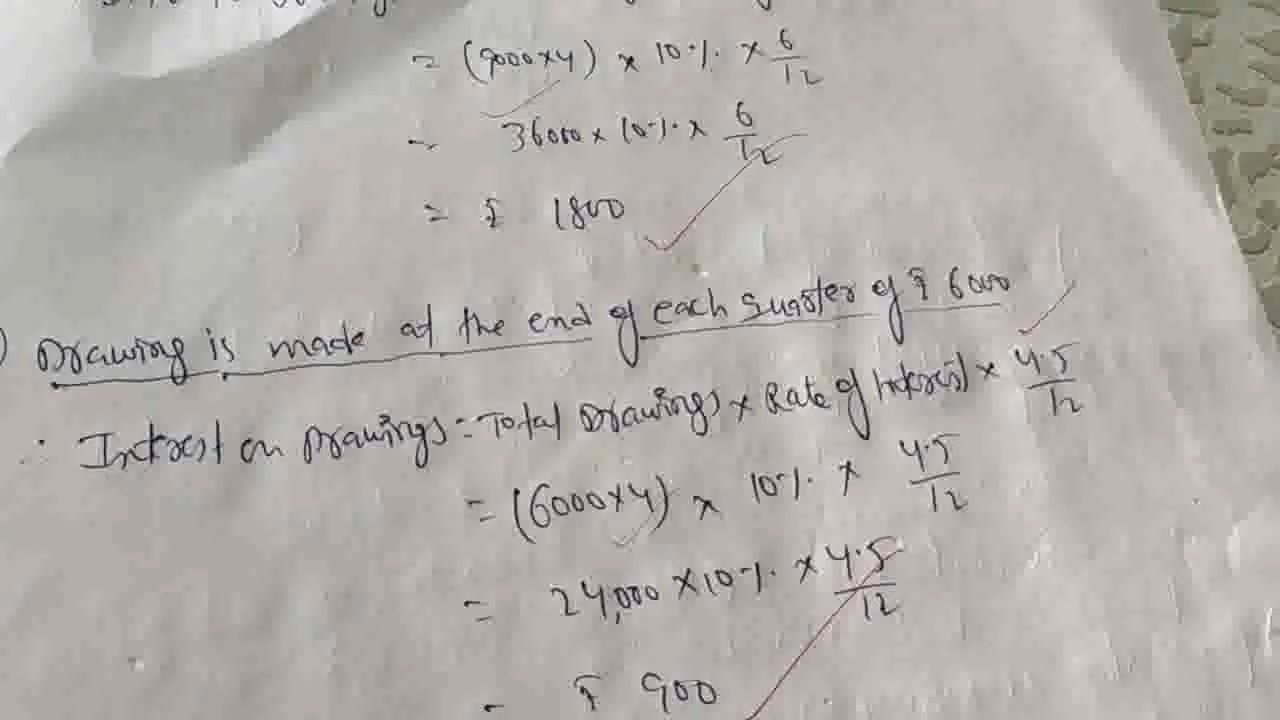 = (9000×4) × 10% × 6/12
= 36000 × 10% × 6/12
= ₹ 1800
) Drawing is made at the end of each Quarter of ₹ 6000
∴ Interest on Drawings = Total Drawings × Rate of Interest × 4.5/12
= (6000×4) × 10% × 4.5/12
= 24,000 × 10% × 4.5/12
= ₹ 900